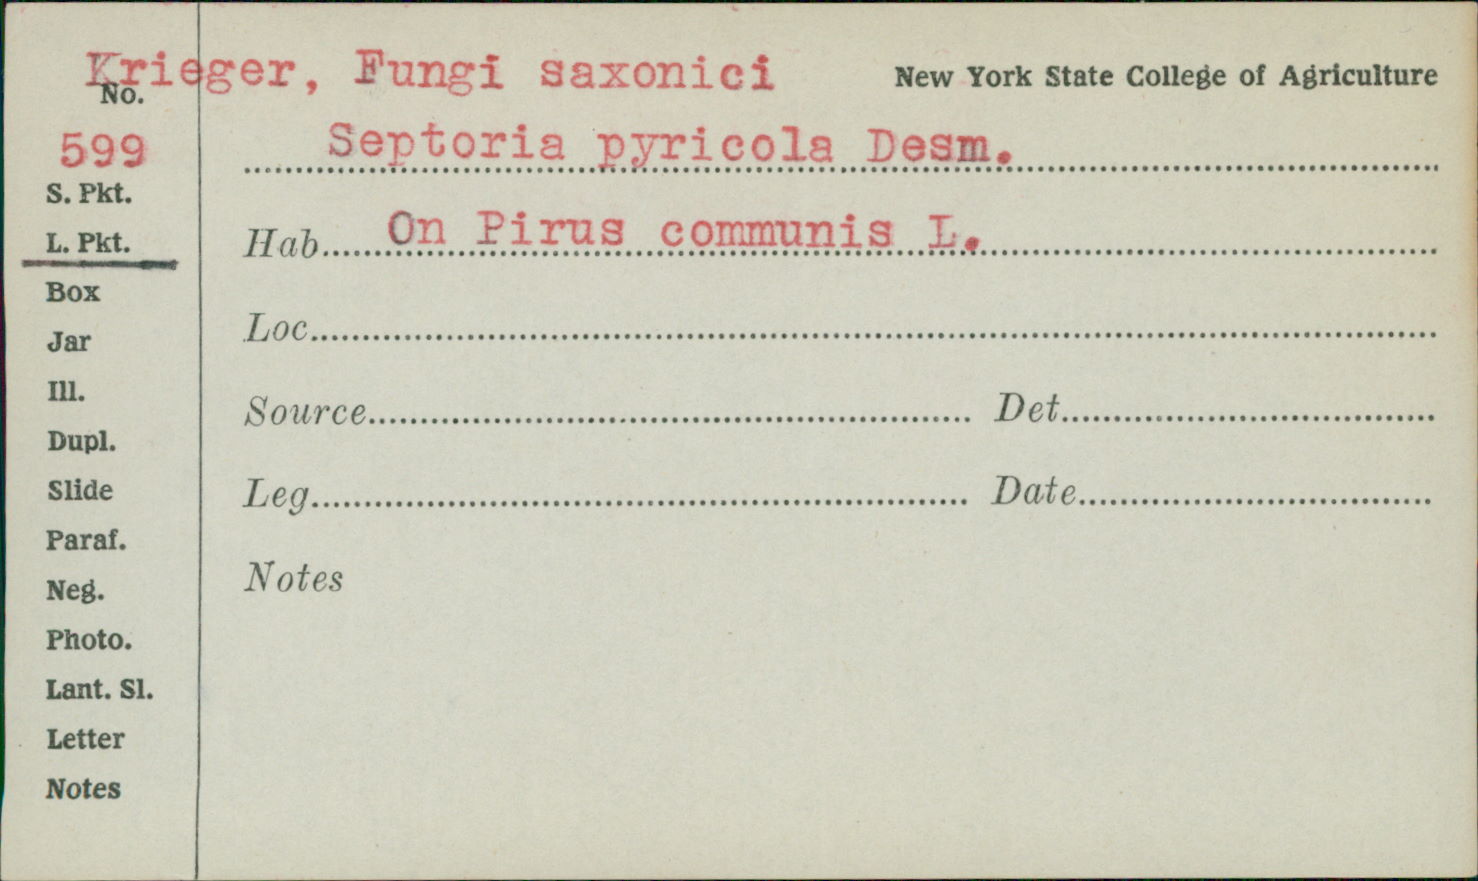 Krieger, Fungi saxonici New York State College of Agriculture
No.
599 Septoria pyricola Desm.
S. Pkt.
L. Pkt. Hab. On Pirus communis L.
Box
Loc.
Jar
Ill.
Source Det.
Dupl.
Slide Leg. Date
Paraf.
Neg. Notes
Photo.
Lant. Sl.
Letter
Notes